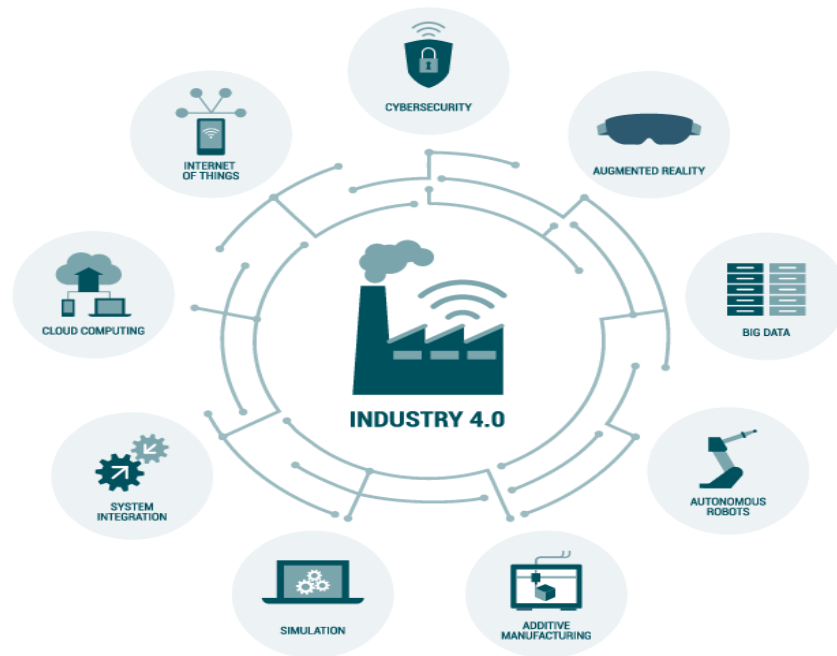 CYBERSECURITY
AUGMENTED REALITY
BIG DATA
AUTONOMOUS
ROBOTS
ADDITIVE
MANUFACTURING
SIMULATION
SYSTEM
INTEGRATION
CLOUD COMPUTING
INTERNET
OF THINGS
INDUSTRY 4.0